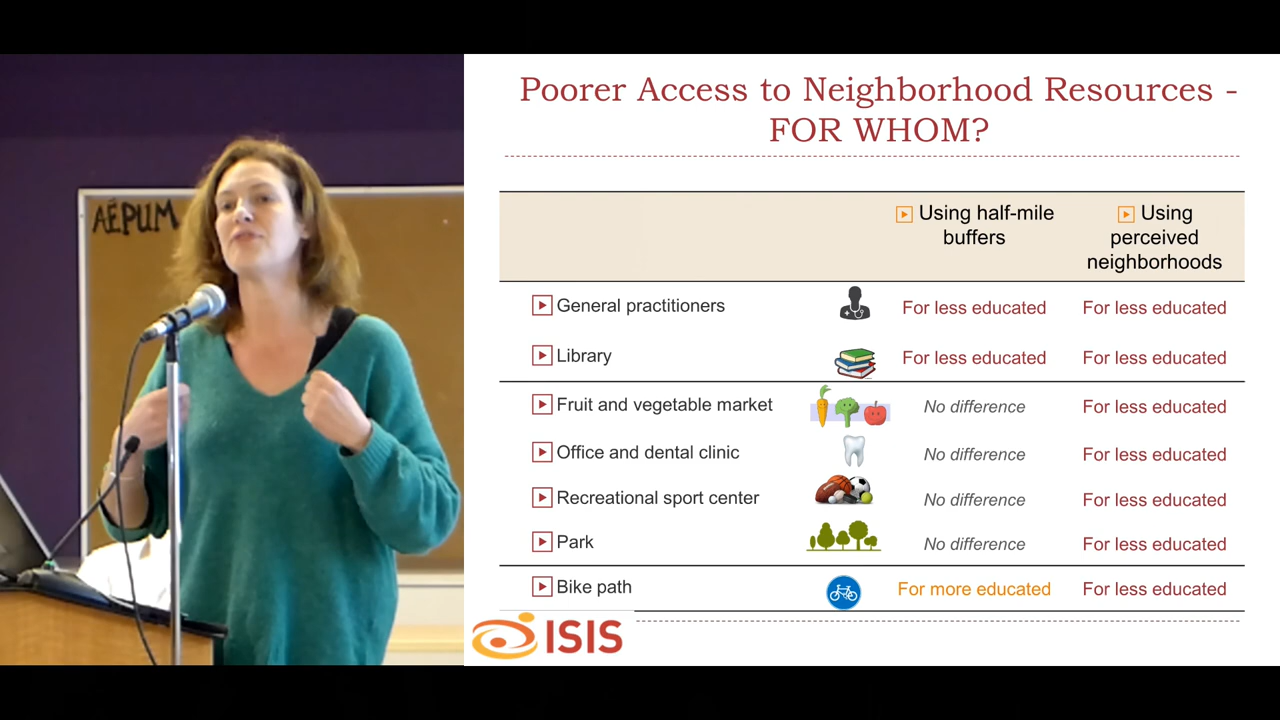 AÉPUM
Poorer Access to Neighborhood Resources -
FOR WHOM?
Using half-mile
buffers
Using
perceived
neighborhoods
General practitioners
For less educated
For less educated
Library
For less educated
For less educated
Fruit and vegetable market
No difference
For less educated
Office and dental clinic
No difference
For less educated
Recreational sport center
No difference
For less educated
Park
No difference
For less educated
Bike path
For more educated
For less educated
ISIS